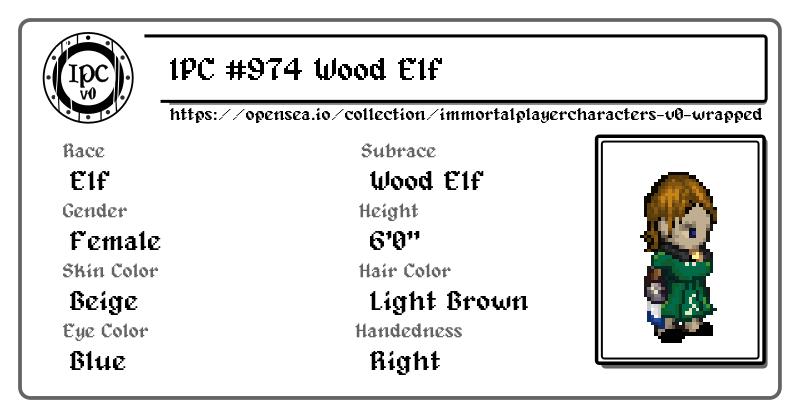 IPC
v0
IPC #974 Wood Elf
https://opensea.io/collection/immortalplayercharacters-v0-wrapped
Race
Elf
Subrace
Wood Elf
Gender
Female
Height
6'0"
Skin Color
Beige
Hair Color
Light Brown
Eye Color
Blue
Handedness
Right